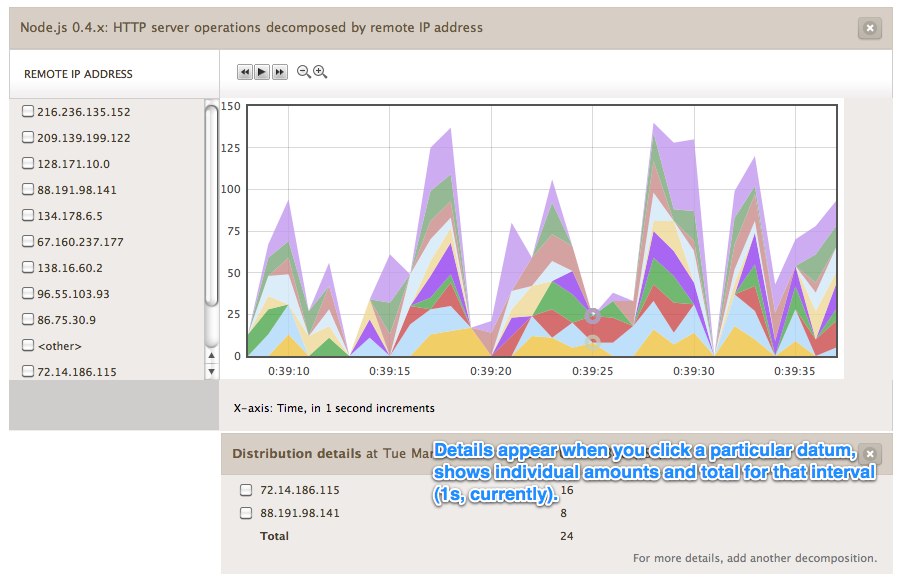 Node.js 0.4.x: HTTP server operations decomposed by remote IP address
REMOTE IP ADDRESS
216.236.135.152
209.139.199.122
128.171.10.0
88.191.98.141
134.178.6.5
67.160.237.177
138.16.60.2
96.55.103.93
86.75.30.9
<other>
72.14.186.115
150
125
100
75
50
25
0
0:39:10
0:39:15
0:39:20
0:39:25
0:39:30
0:39:35
X-axis: Time, in 1 second increments
Distribution details at Tue Mar
Details appear when you click a particular datum,
shows individual amounts and total for that interval
(1s, currently).
72.14.186.115 16
88.191.98.141 8
Total 24
For more details, add another decomposition.